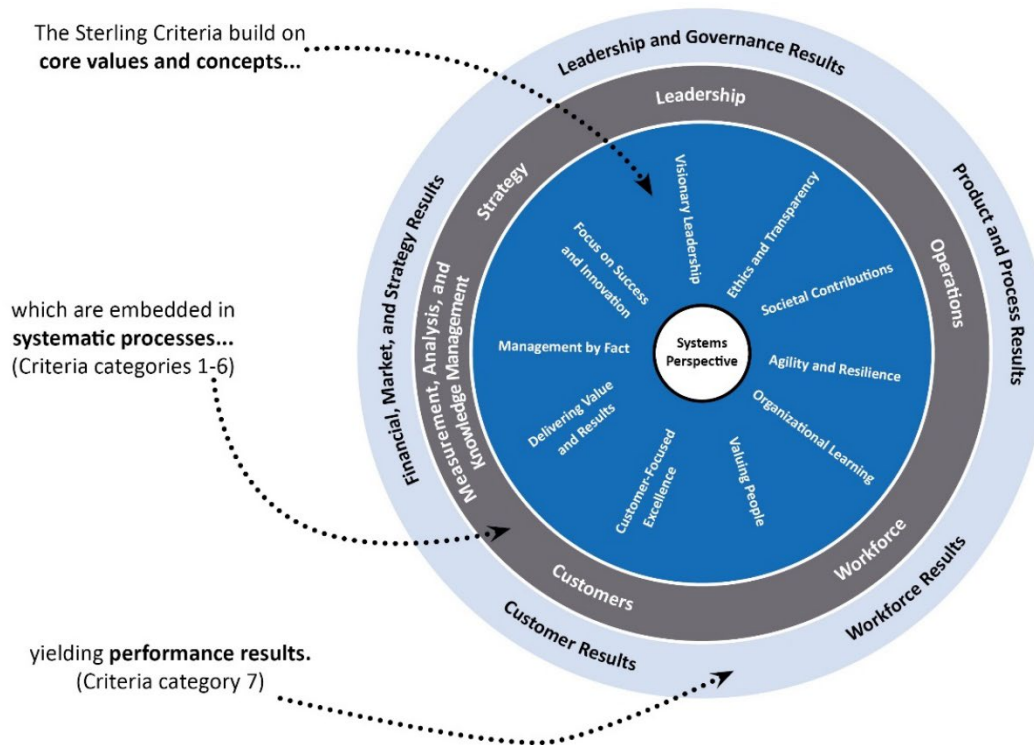 The Sterling Criteria build on
core values and concepts...
which are embedded in
systematic processes...
(Criteria categories 1-6)
yielding performance results.
(Criteria category 7)
Leadership and Governance Results
Product and Process Results
Workforce Results
Customer Results
Financial, Market, and Strategy Results
Leadership
Operations
Workforce
Customers
Measurement, Analysis, and
Knowledge Management
Strategy
Visionary Leadership
Ethics and Transparency
Societal Contributions
Agility and Resilience
Organizational Learning
Valuing People
Customer-Focused
Excellence
Delivering Value
and Results
Management by Fact
Focus on Success
and Innovation
Systems
Perspective